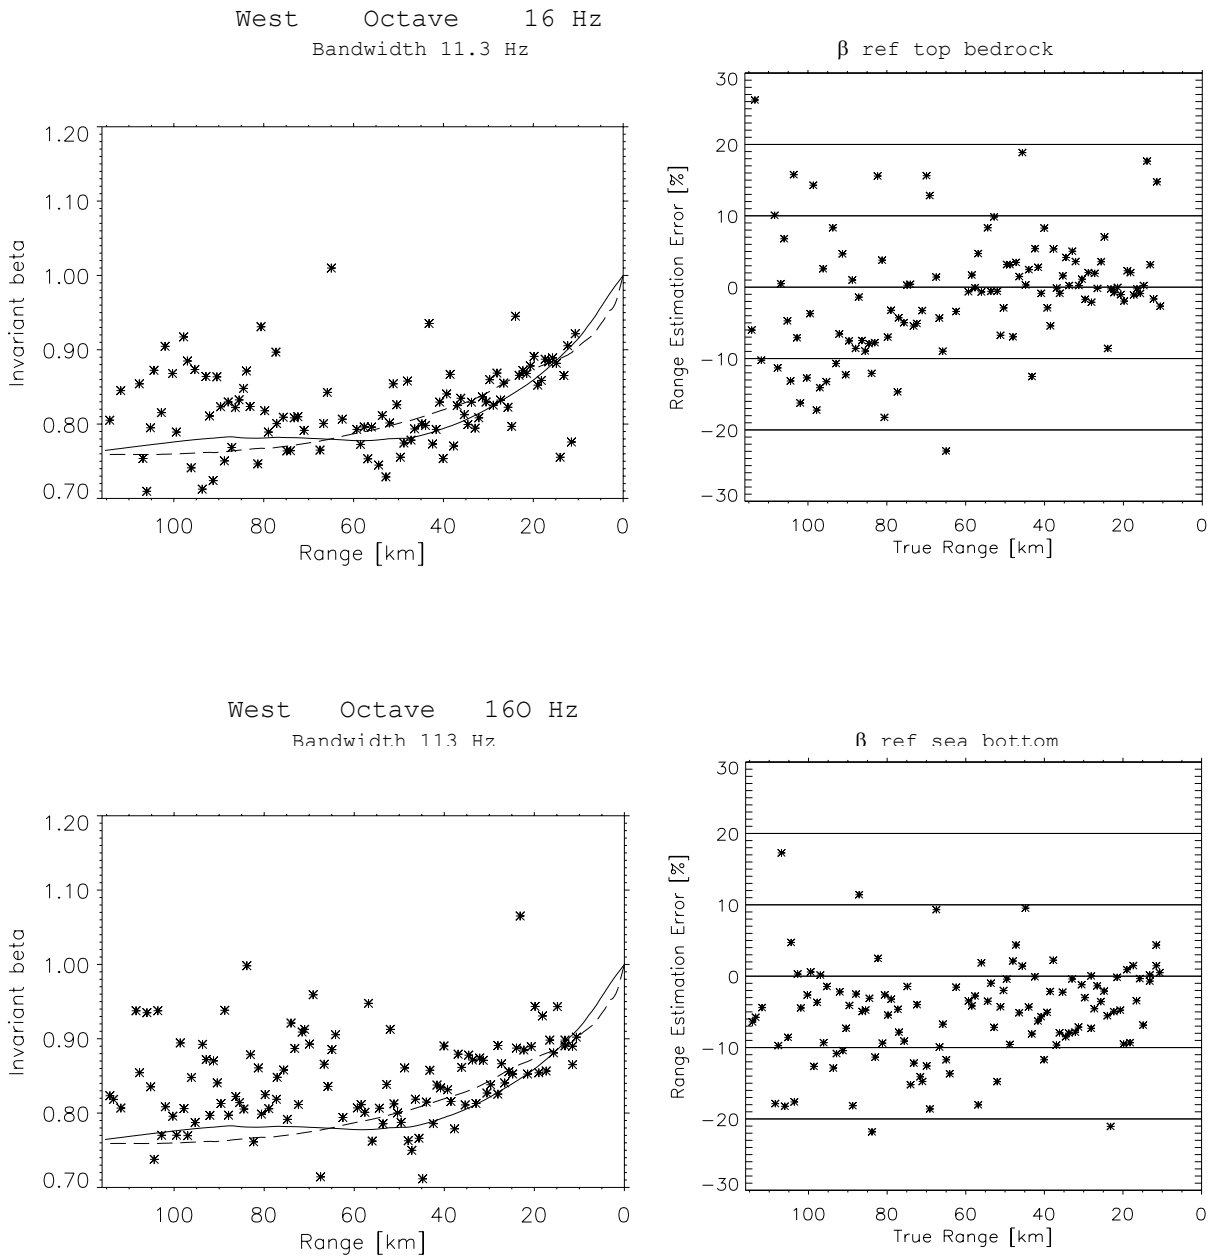 West Octave 16 Hz
Bandwidth 11.3 Hz
β ref top bedrock
1.20
1.10
1.00
0.90
0.80
0.70
Invariant beta
100 80 60 40 20 0
Range [km]
30
20
10
0
−10
−20
−30
Range Estimation Error [%]
100 80 60 40 20 0
True Range [km]
West Octave 160 Hz
Bandwidth 113 Hz
β ref sea bottom
1.20
1.10
1.00
0.90
0.80
0.70
Invariant beta
100 80 60 40 20 0
Range [km]
30
20
10
0
−10
−20
−30
Range Estimation Error [%]
100 80 60 40 20 0
True Range [km]